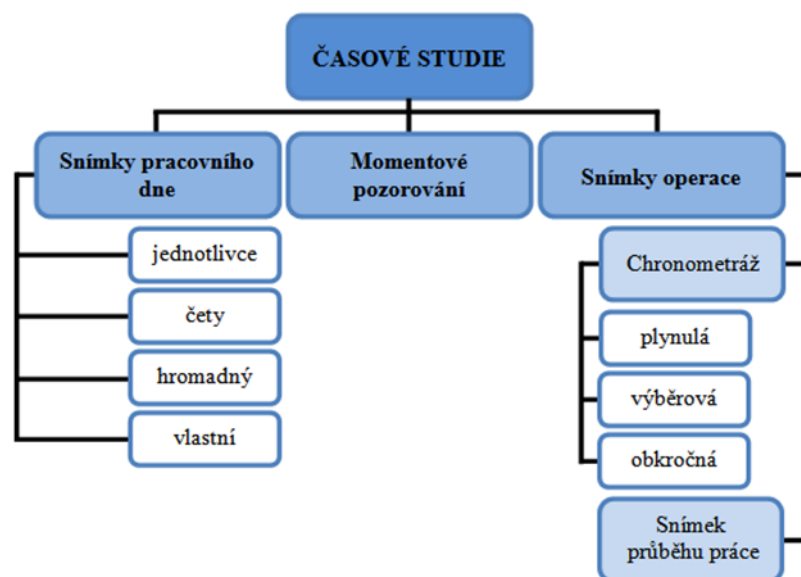 ČASOVÉ STUDIE
Snímky pracovního
dne
Momentové
pozorování
Snímky operace
jednotlivce
čety
hromadný
vlastní
Chronometráž
plynulá
výběrová
obkročná
Snímek
průběhu práce